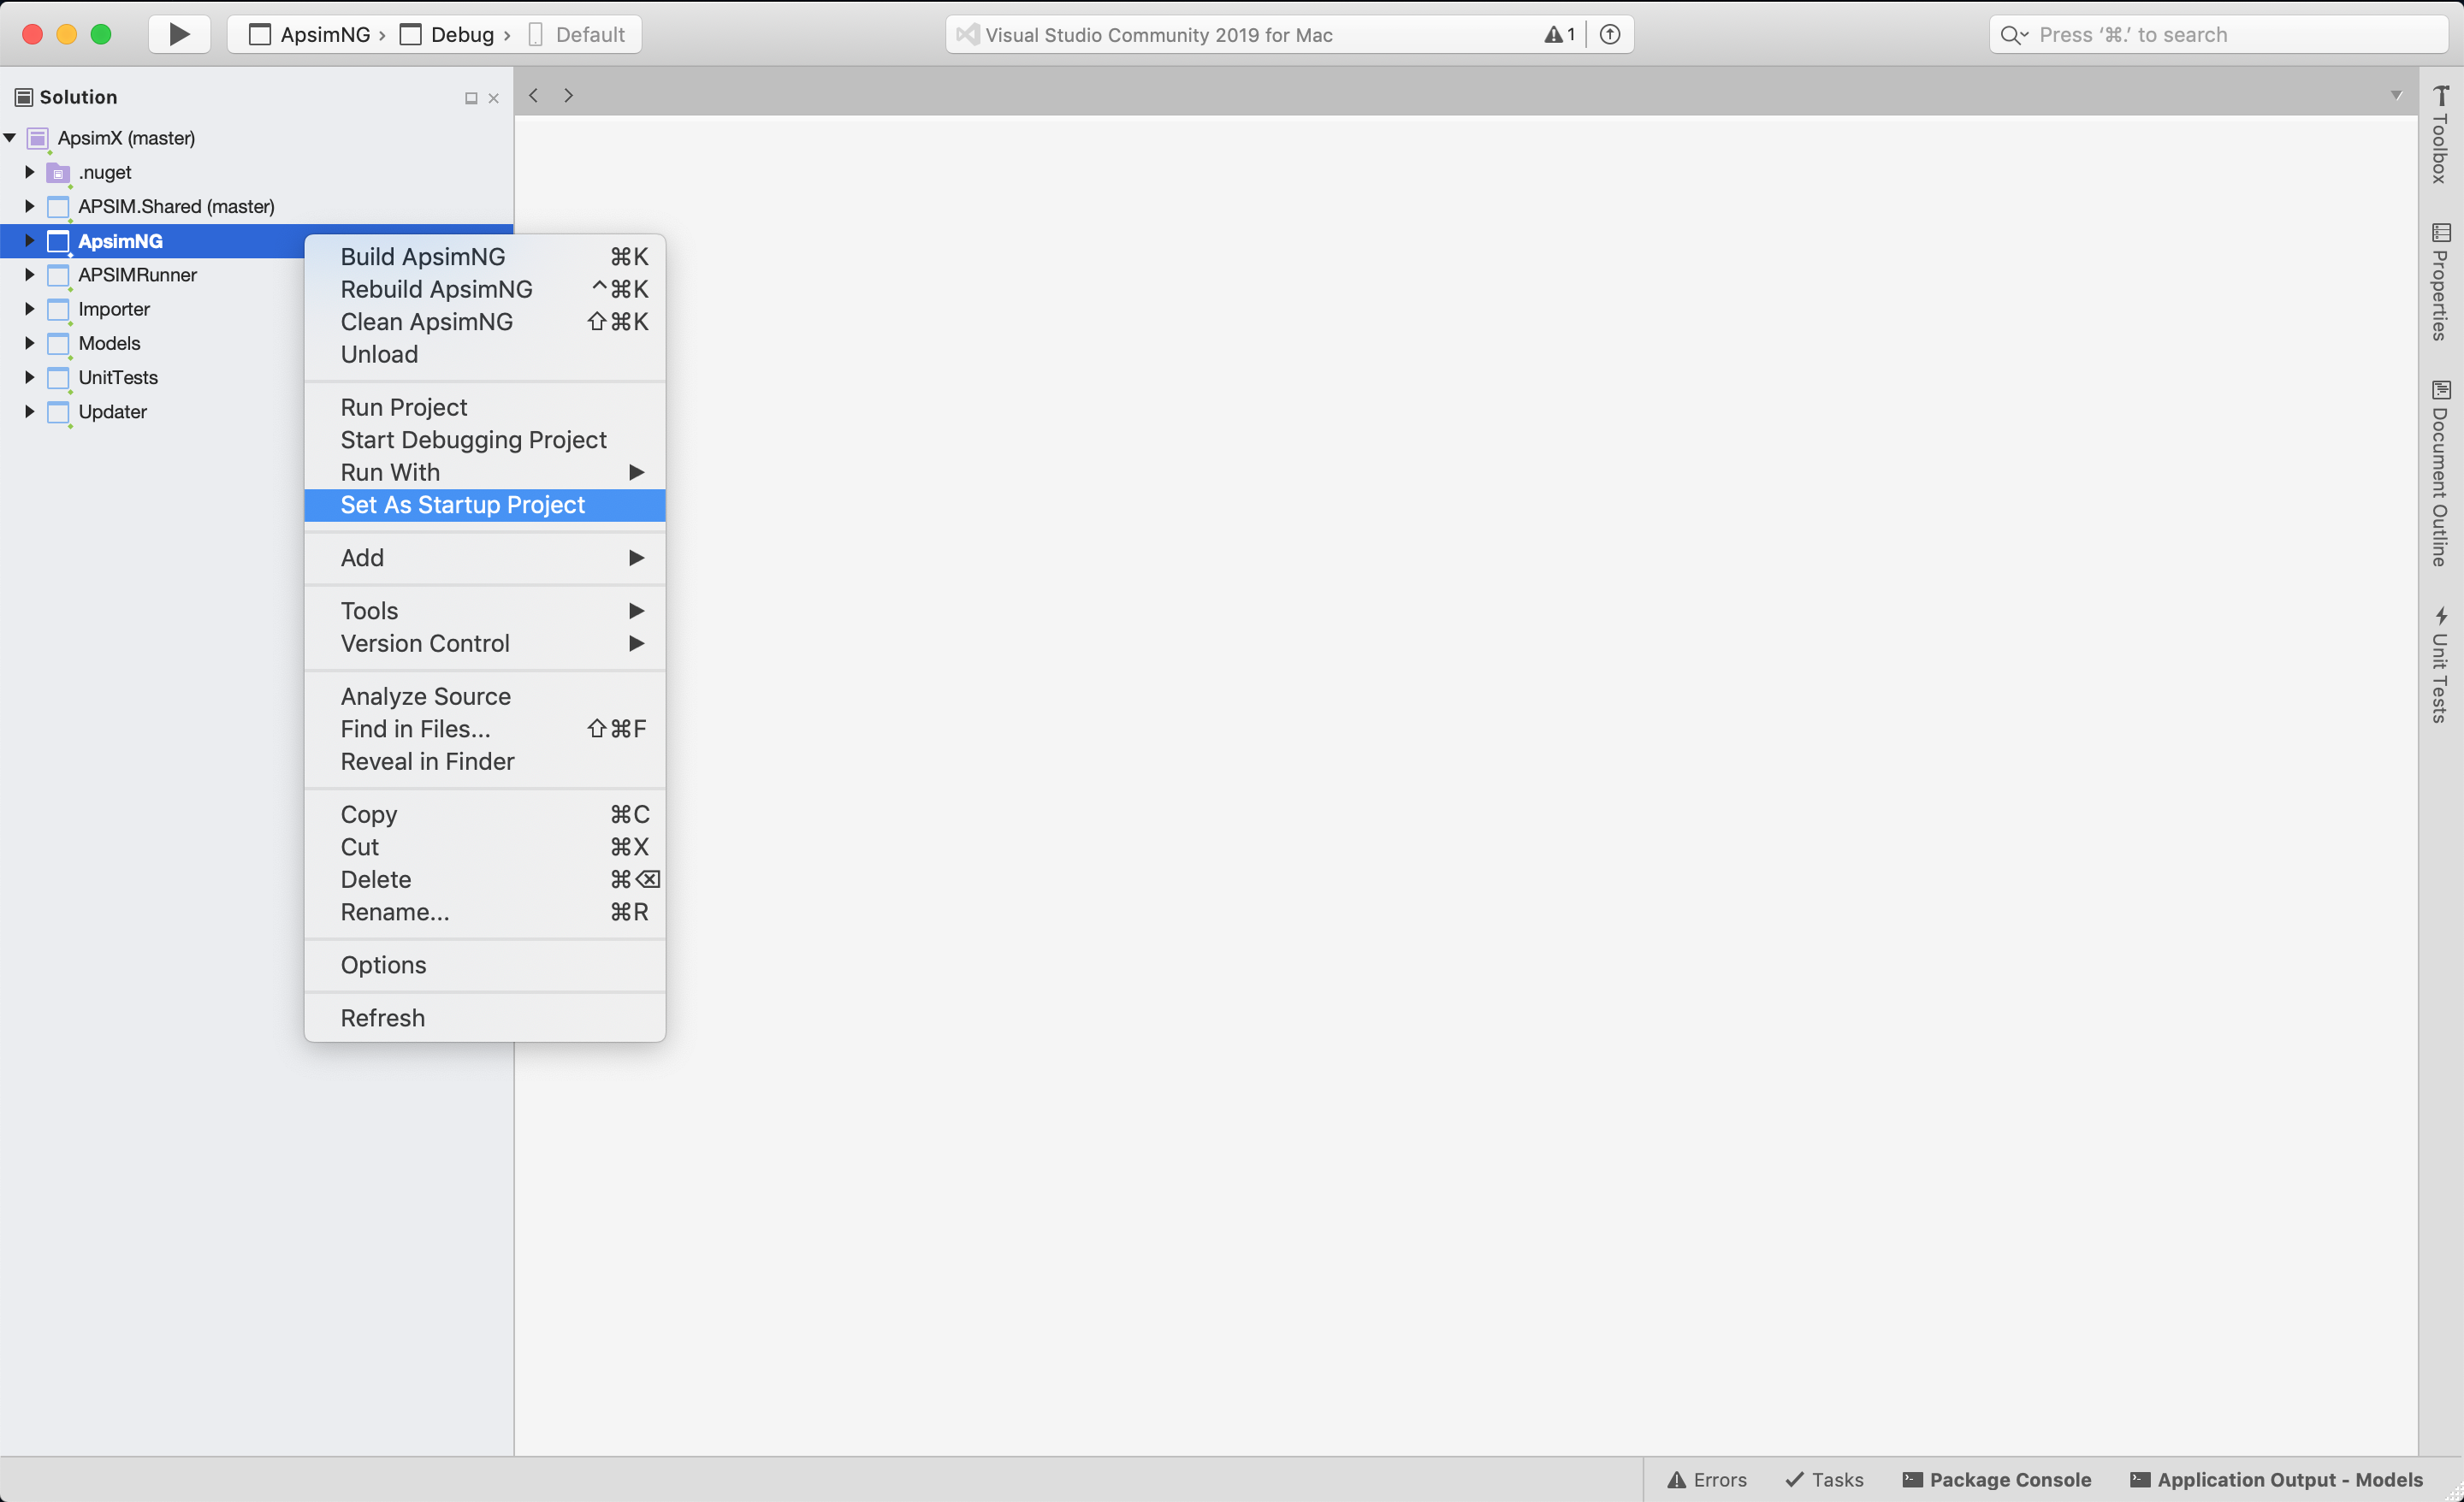 ApsimNG › Debug › Default
Visual Studio Community 2019 for Mac
1
Press ‘⌘.’ to search
Solution
ApsimX (master)
.nuget
APSIM.Shared (master)
ApsimNG
APSIMRunner
Importer
Models
UnitTests
Updater
Build ApsimNG ⌘K
Rebuild ApsimNG ^⌘K
Clean ApsimNG ⇧⌘K
Unload
Run Project
Start Debugging Project
Run With
Set As Startup Project
Add
Tools
Version Control
Analyze Source
Find in Files... ⇧⌘F
Reveal in Finder
Copy ⌘C
Cut ⌘X
Delete ⌘⌫
Rename... ⌘R
Options
Refresh
Toolbox
Properties
Document Outline
Unit Tests
Errors
Tasks
Package Console
Application Output - Models